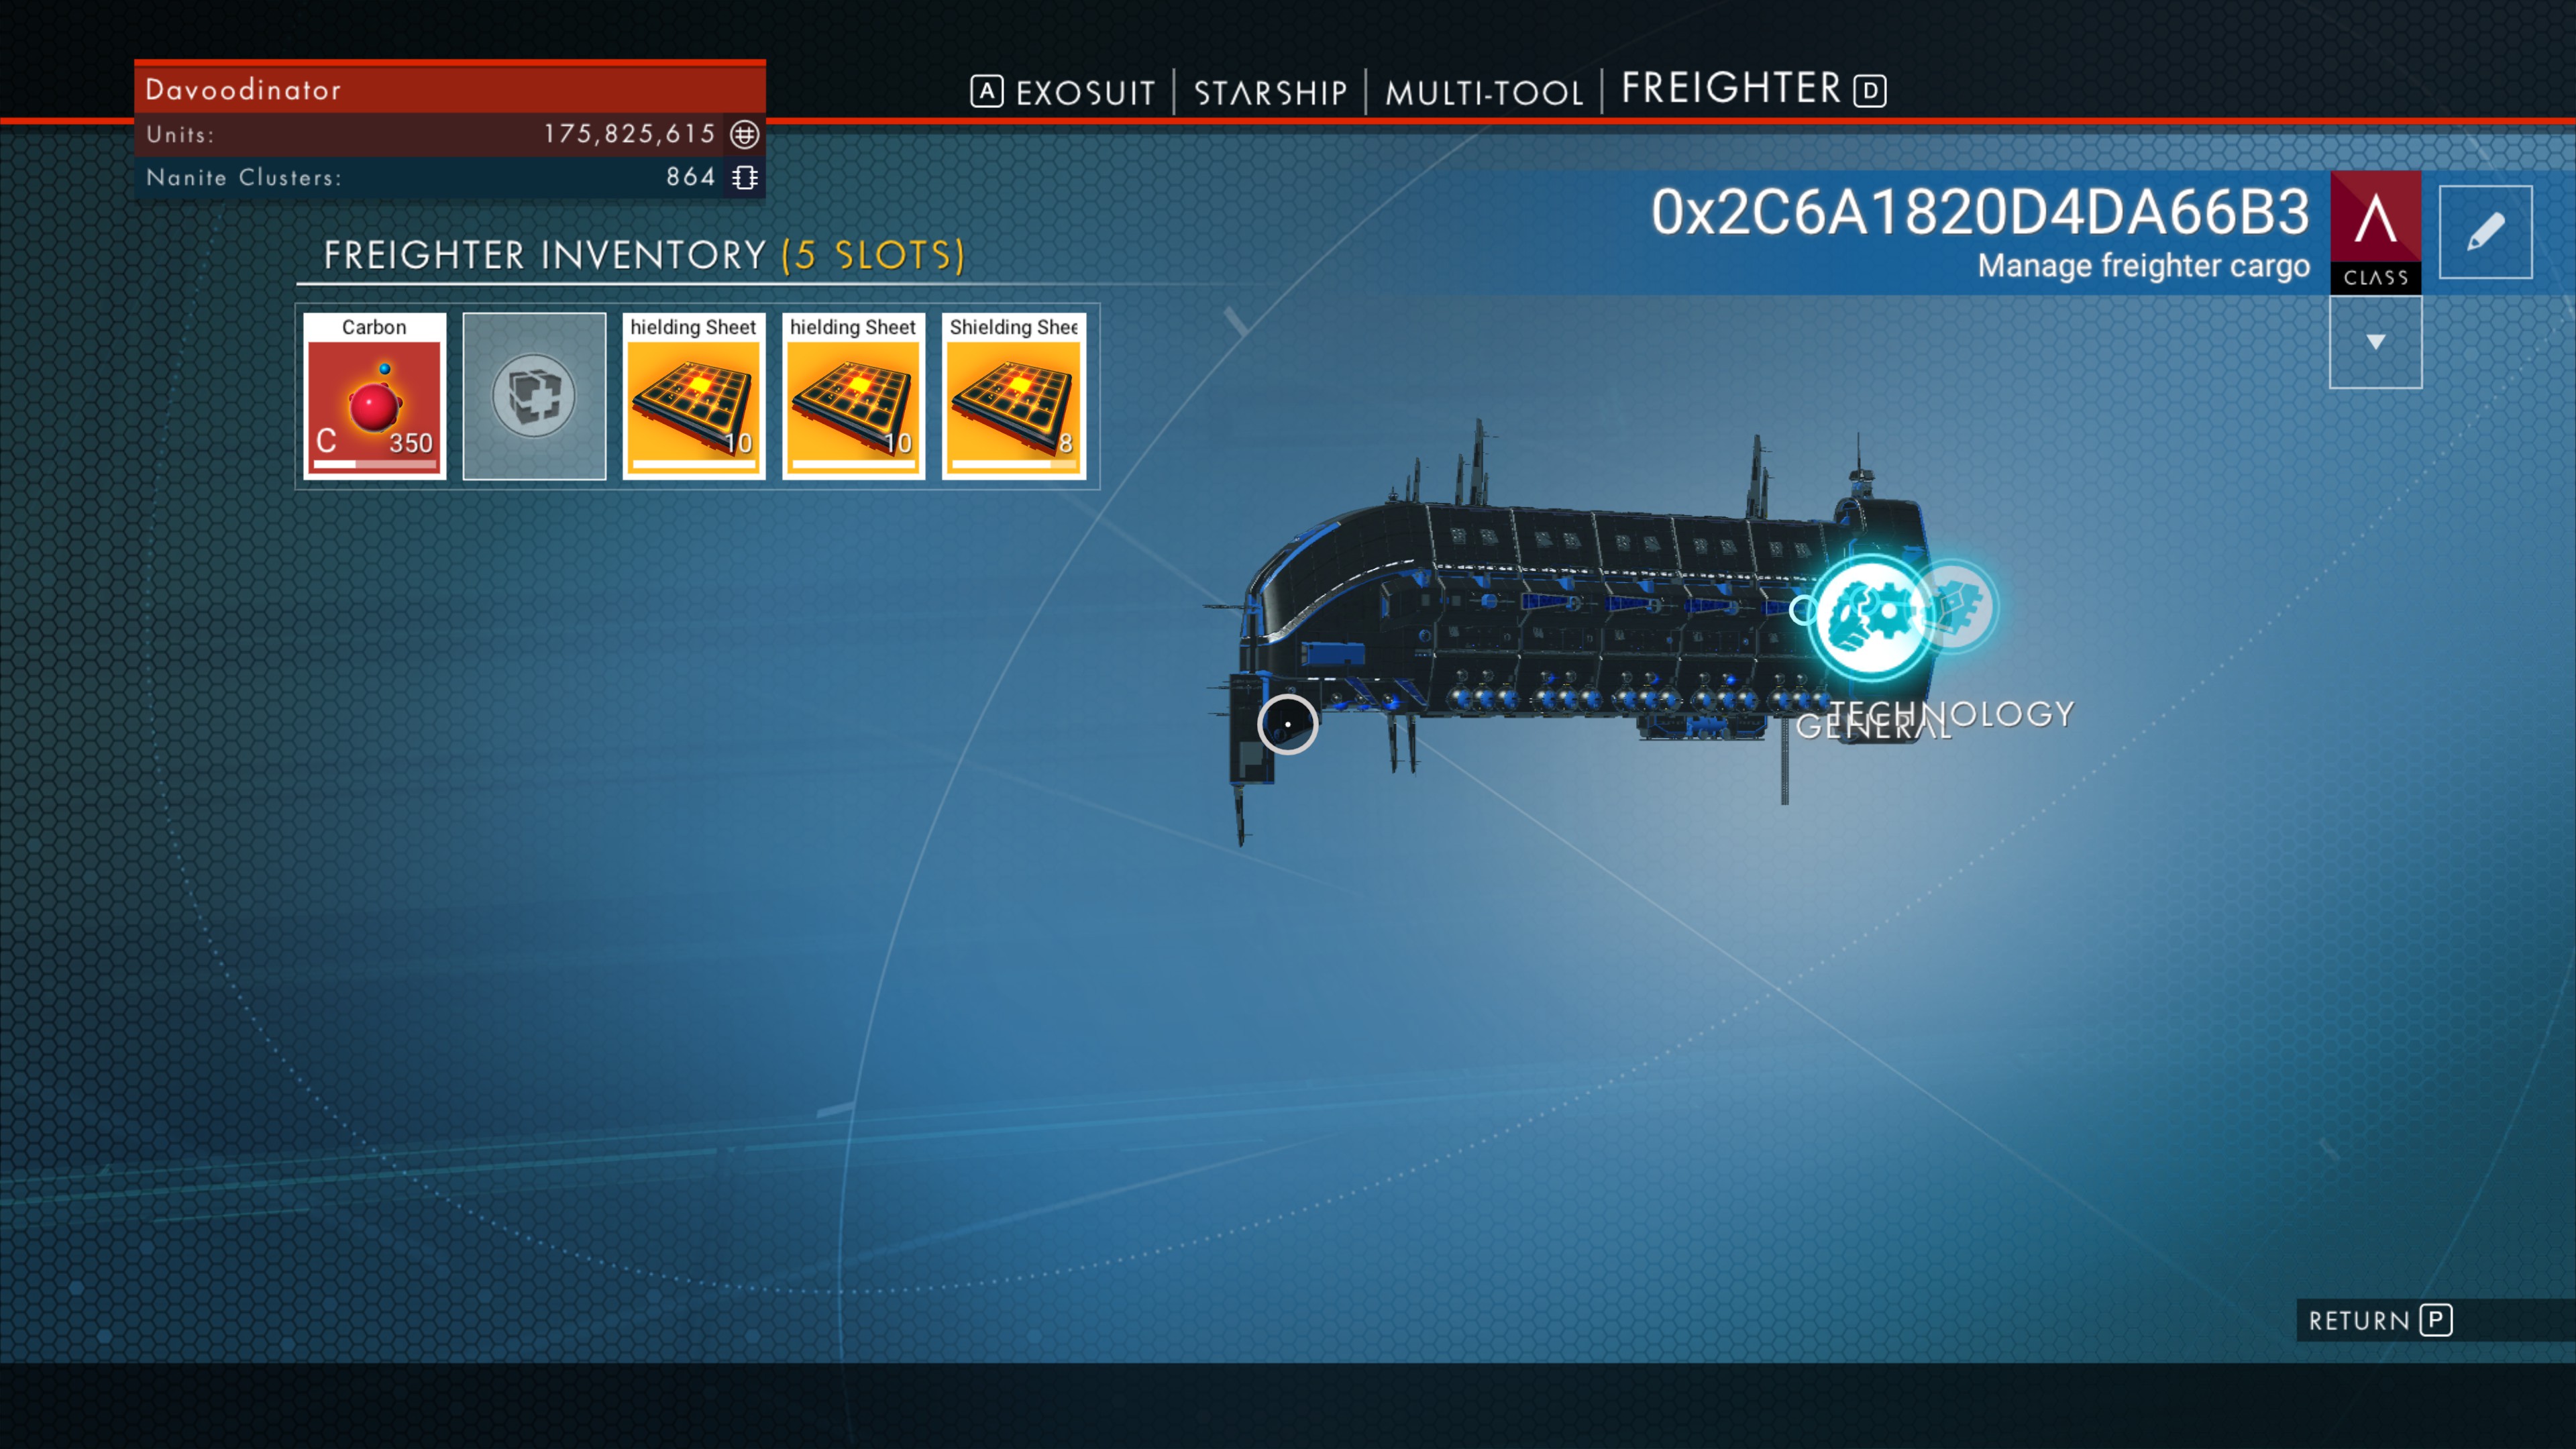 Davoodinator
Units: 175,825,615
Nanite Clusters: 864
A EXOSUIT STARSHIP MULTI-TOOL FREIGHTER D
0x2C6A1820D4DA66B3
Manage freighter cargo
A
CLASS
FREIGHTER INVENTORY (5 SLOTS)
Carbon hielding Sheet hielding Sheet Shielding Shee
C 350 10 10 8
TECHNOLOGY
GENERAL
RETURN P